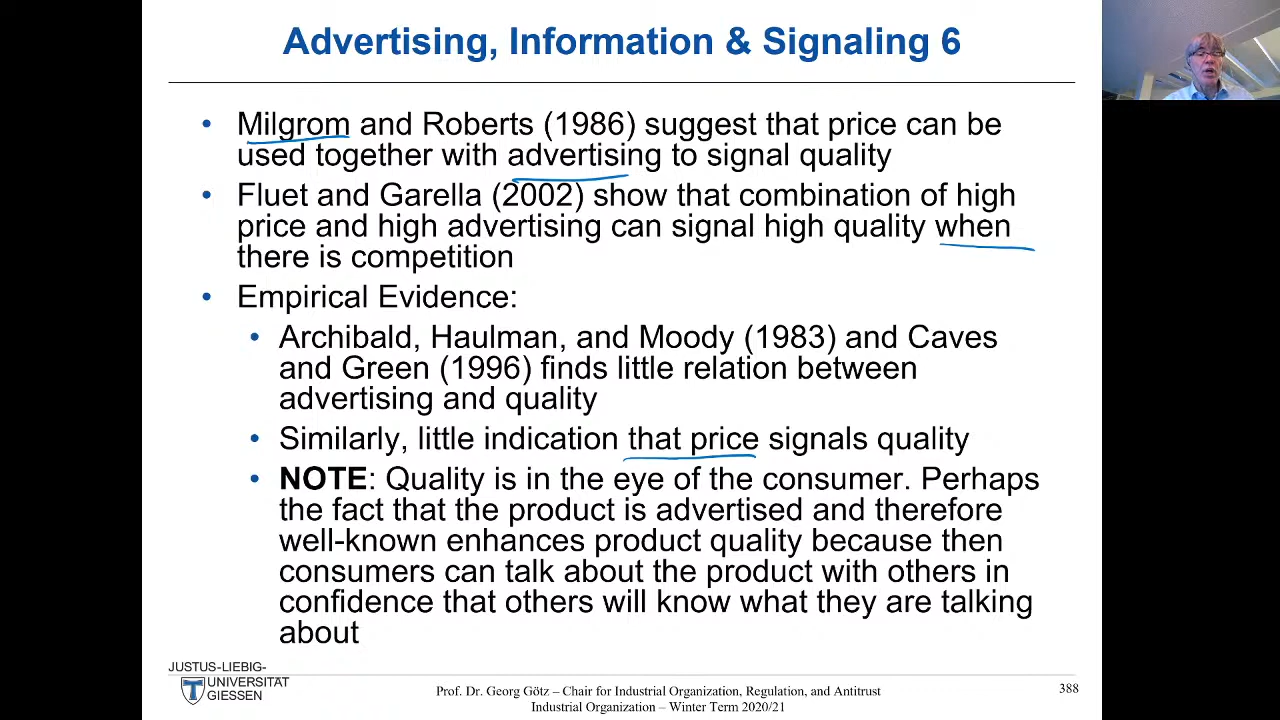 Advertising, Information & Signaling 6
• Milgrom and Roberts (1986) suggest that price can be
used together with advertising to signal quality
• Fluet and Garella (2002) show that combination of high
price and high advertising can signal high quality when
there is competition
• Empirical Evidence:
• Archibald, Haulman, and Moody (1983) and Caves
and Green (1996) finds little relation between
advertising and quality
• Similarly, little indication that price signals quality
• NOTE: Quality is in the eye of the consumer. Perhaps
the fact that the product is advertised and therefore
well-known enhances product quality because then
consumers can talk about the product with others in
confidence that others will know what they are talking
about
JUSTUS-LIEBIG-
UNIVERSITÄT
GIESSEN
Prof. Dr. Georg Götz – Chair for Industrial Organization, Regulation, and Antitrust
Industrial Organization – Winter Term 2020/21
388